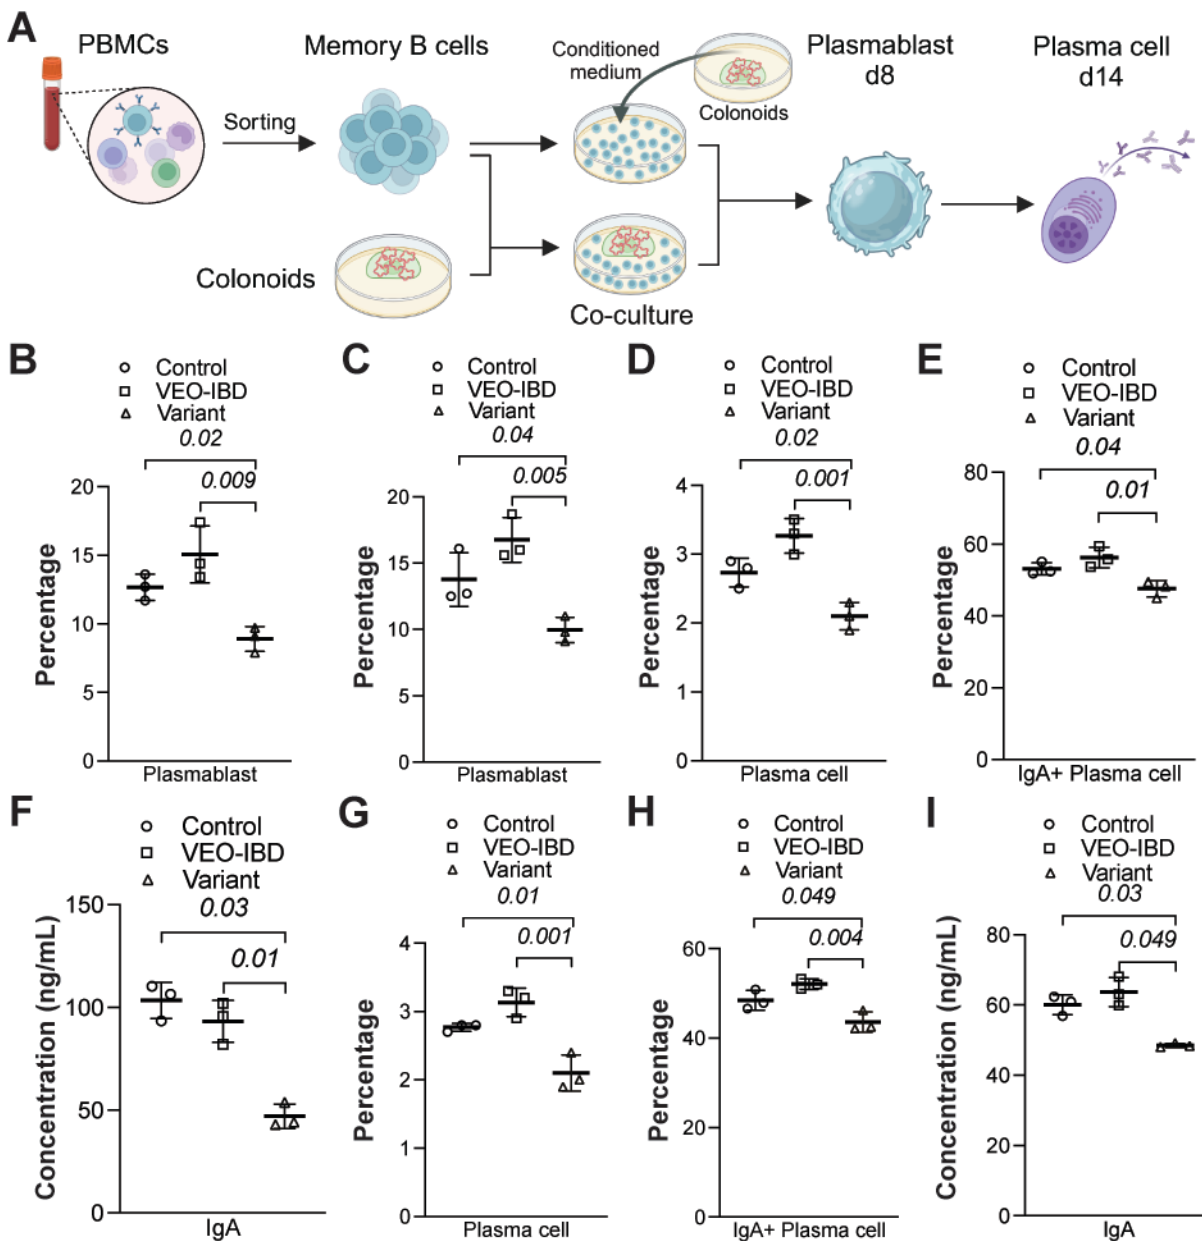 A
PBMCs
Memory B cells
Conditioned
medium
Colonoids
Plasmablast
d8
Plasma cell
d14
Sorting
Colonoids
Co-culture
B
Control
VEO-IBD
Variant
0.02
0.009
20
15
10
5
0
Percentage
Plasmablast
C
Control
VEO-IBD
Variant
0.04
0.005
20
15
10
5
0
Percentage
Plasmablast
D
Control
VEO-IBD
Variant
0.02
0.001
4
3
2
1
0
Percentage
Plasma cell
E
Control
VEO-IBD
Variant
0.04
0.01
80
60
40
20
0
Percentage
IgA+ Plasma cell
F
Control
VEO-IBD
Variant
0.03
0.01
150
100
50
0
Concentration (ng/mL)
IgA
G
Control
VEO-IBD
Variant
0.01
0.001
4
3
2
1
0
Percentage
Plasma cell
H
Control
VEO-IBD
Variant
0.049
0.004
60
40
20
0
Percentage
IgA+ Plasma cell
I
Control
VEO-IBD
Variant
0.03
0.049
80
60
40
20
0
Concentration (ng/mL)
IgA